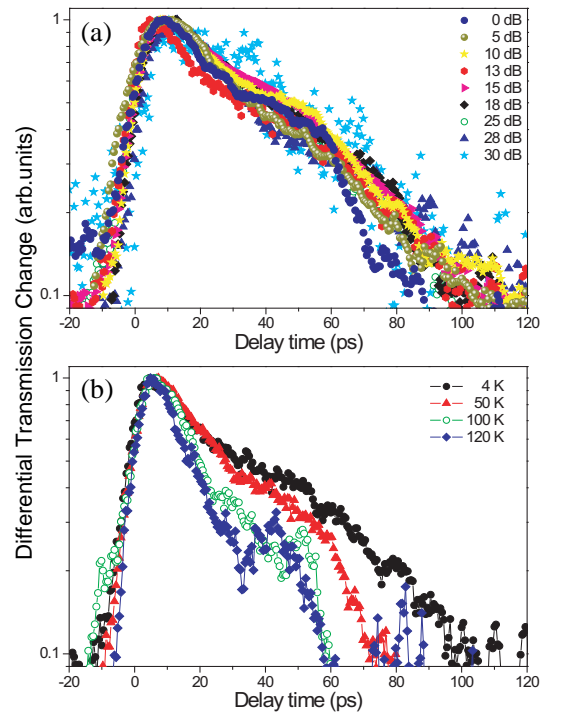 (a)
0 dB
5 dB
10 dB
13 dB
15 dB
18 dB
25 dB
28 dB
30 dB
1
0.1
-20 0 20 40 60 80 100 120
Delay time (ps)
Differential Transmission Change (arb.units)
(b)
4 K
50 K
100 K
120 K
1
0.1
-20 0 20 40 60 80 100 120
Delay time (ps)